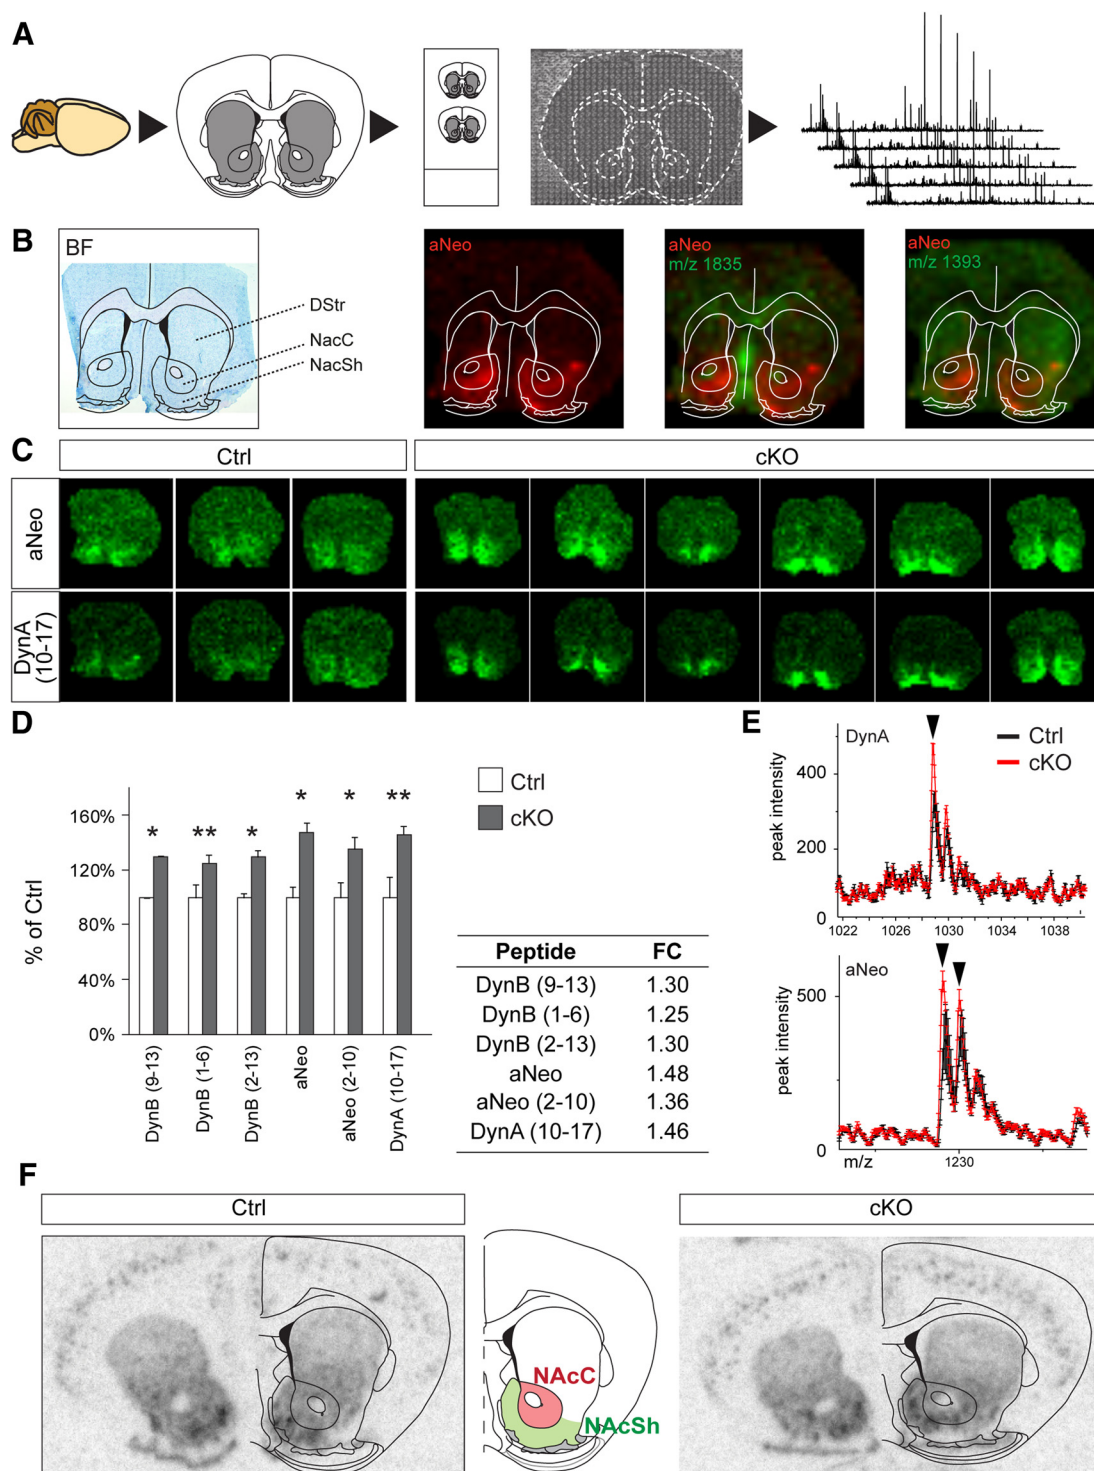 A
B
BF
DStr
NacC
NacSh
aNeo
aNeo
m/z 1835
aNeo
m/z 1393
C
Ctrl
cKO
aNeo
DynA
(10-17)
D
% of Ctrl
160%
120%
80%
40%
0%
* ** * * * **
DynB (9-13)
DynB (1-6)
DynB (2-13)
aNeo
aNeo (2-10)
DynA (10-17)
Ctrl
cKO
Peptide FC
DynB (9-13) 1.30
DynB (1-6) 1.25
DynB (2-13) 1.30
aNeo 1.48
aNeo (2-10) 1.36
DynA (10-17) 1.46
E
DynA
Ctrl
cKO
peak intensity
400
200
0
1022 1026 1030 1034 1038
aNeo
peak intensity
500
0
m/z 1230
F
Ctrl
cKO
NAcC
NAcSh